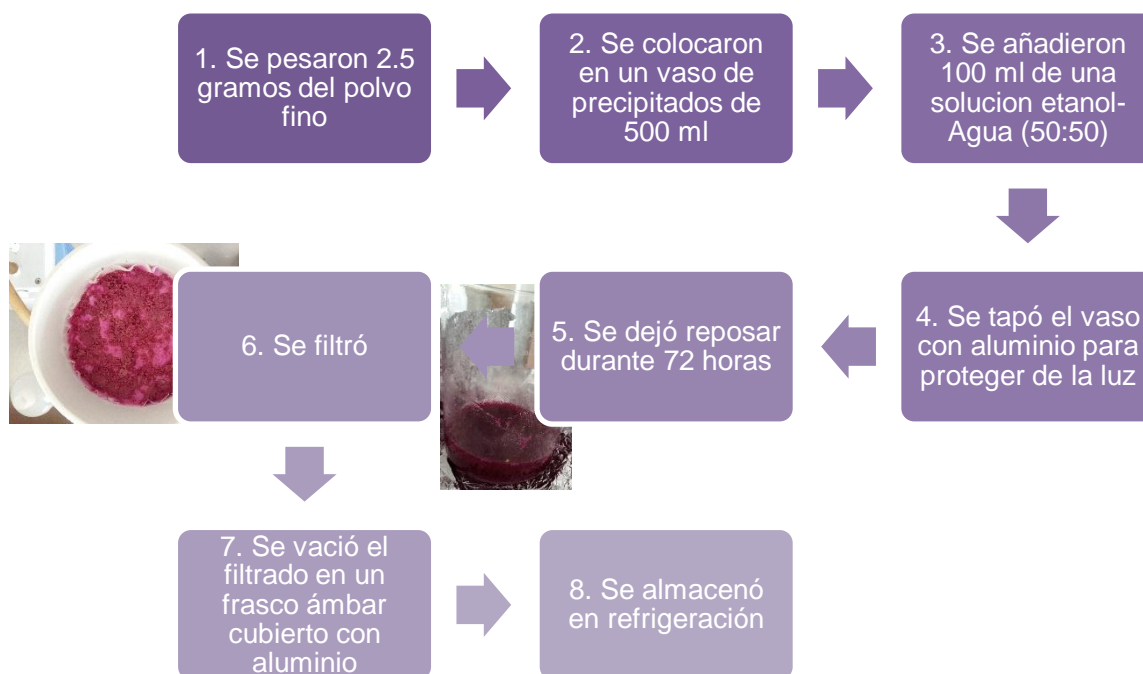 1. Se pesaron 2.5
gramos del polvo
fino
2. Se colocaron
en un vaso de
precipitados de
500 ml
3. Se añadieron
100 ml de una
solucion etanol-
Agua (50:50)
4. Se tapó el vaso
con aluminio para
proteger de la luz
5. Se dejó reposar
durante 72 horas
6. Se filtró
7. Se vació el
filtrado en un
frasco ámbar
cubierto con
aluminio
8. Se almacenó
en refrigeración